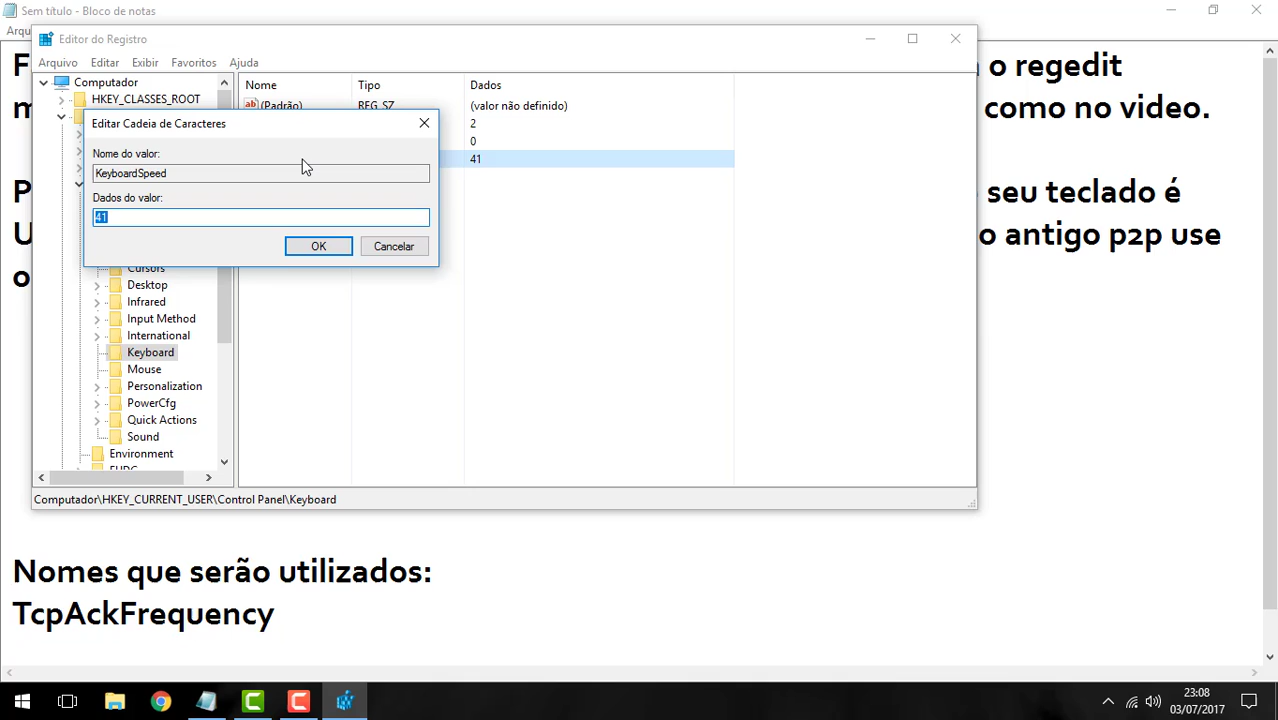 Sem título - Bloco de notas
Arqu
Editor do Registro
Arquivo Editar Exibir Favoritos Ajuda
F
o regedit
m
como no video.
P
seu teclado é
U
o antigo p2p use
o
Computador
HKEY_CLASSES_ROOT
Nome Tipo Dados
(Padrão) REG_SZ (valor não definido)
2
0
41
Editar Cadeia de Caracteres
Nome do valor:
KeyboardSpeed
Dados do valor:
41
OK Cancelar
Cursors
Desktop
Infrared
Input Method
International
Keyboard
Mouse
Personalization
PowerCfg
Quick Actions
Sound
Environment
EUDC
Computador\HKEY_CURRENT_USER\Control Panel\Keyboard
Nomes que serão utilizados:
TcpAckFrequency
23:08
03/07/2017